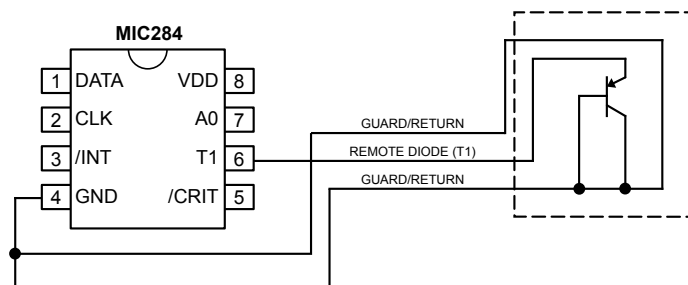 MIC284
1 DATA VDD 8
2 CLK A0 7
3 /INT T1 6
4 GND /CRIT 5
GUARD/RETURN
REMOTE DIODE (T1)
GUARD/RETURN